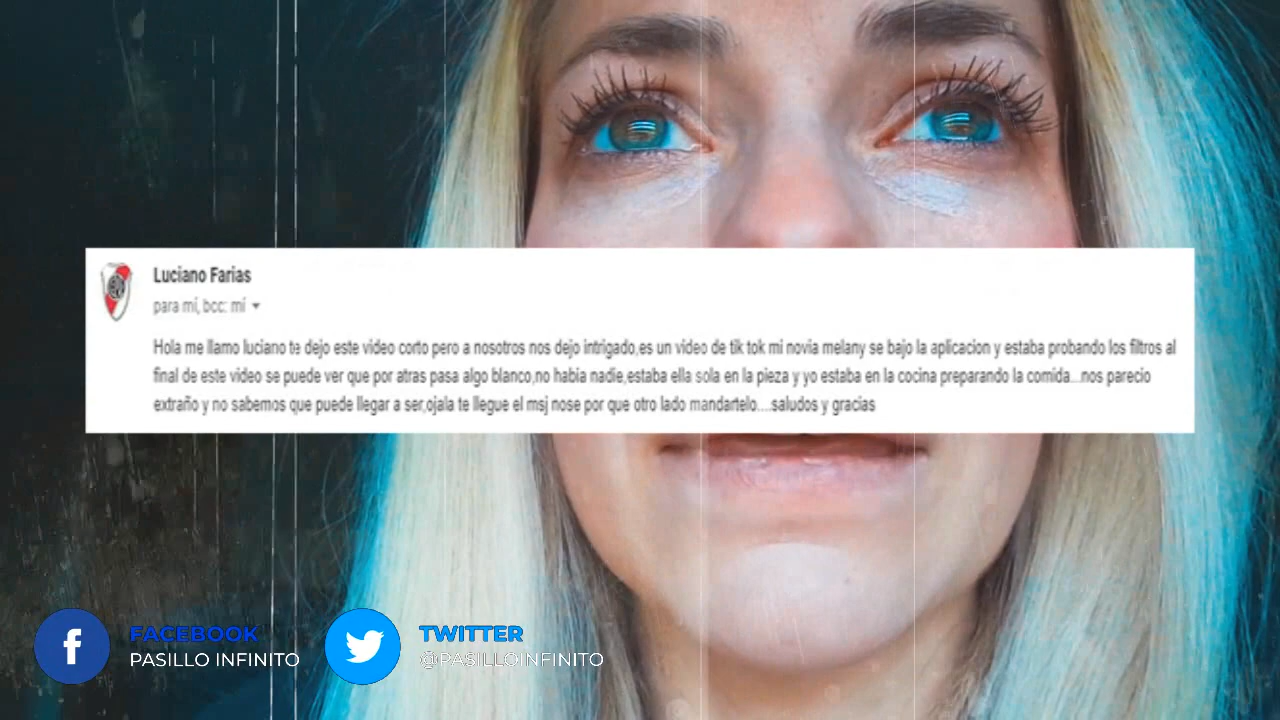 Luciano Farias
para mí, bcc: mí
Hola me llamo luciano te dejo este video corto pero a nosotros nos dejo intrigado,es un video de tik tok mi novia melany se bajo la aplicacion y estaba probando los filtros al
final de este video se puede ver que por atras pasa algo blanco,no habia nadie,estaba ella sola en la pieza y yo estaba en la cocina preparando la comida...nos parecio
extraño y no sabemos que puede llegar a ser,ojala te llegue el msj nose por que otro lado mandartelo....saludos y gracias
FACEBOOK
PASILLO INFINITO
TWITTER
@PASILLOINFINITO